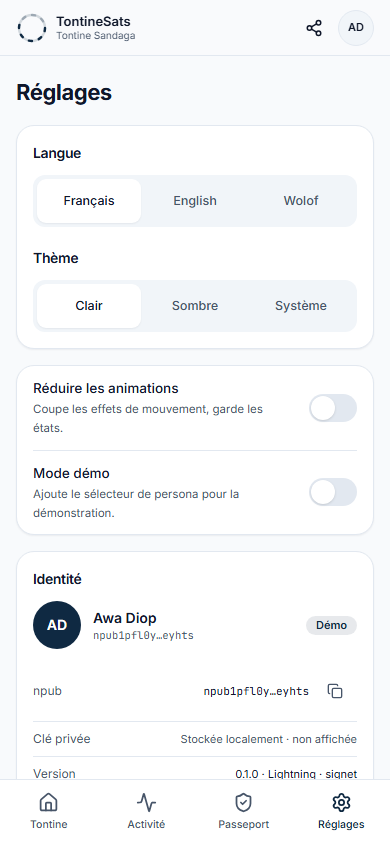 TontineSats
Tontine Sandaga
AD
Réglages
Langue
Français English Wolof
Thème
Clair Sombre Système
Réduire les animations
Coupe les effets de mouvement, garde les
états.
Mode démo
Ajoute le sélecteur de persona pour la
démonstration.
Identité
AD
Awa Diop
npub1pfl0y…eyhts
Démo
npub npub1pfl0y…eyhts
Clé privée Stockée localement · non affichée
Version 0.1.0 · Lightning · signet
Tontine Activité Passeport Réglages